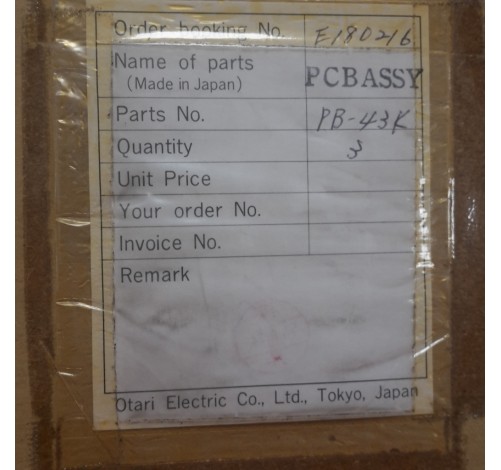 Order booking No. E180216
Name of parts PCBASSY
(Made in Japan)
Parts No. PB-43K
Quantity 3
Unit Price
Your order No.
Invoice No.
Remark
Otari Electric Co., Ltd., Tokyo, Japan